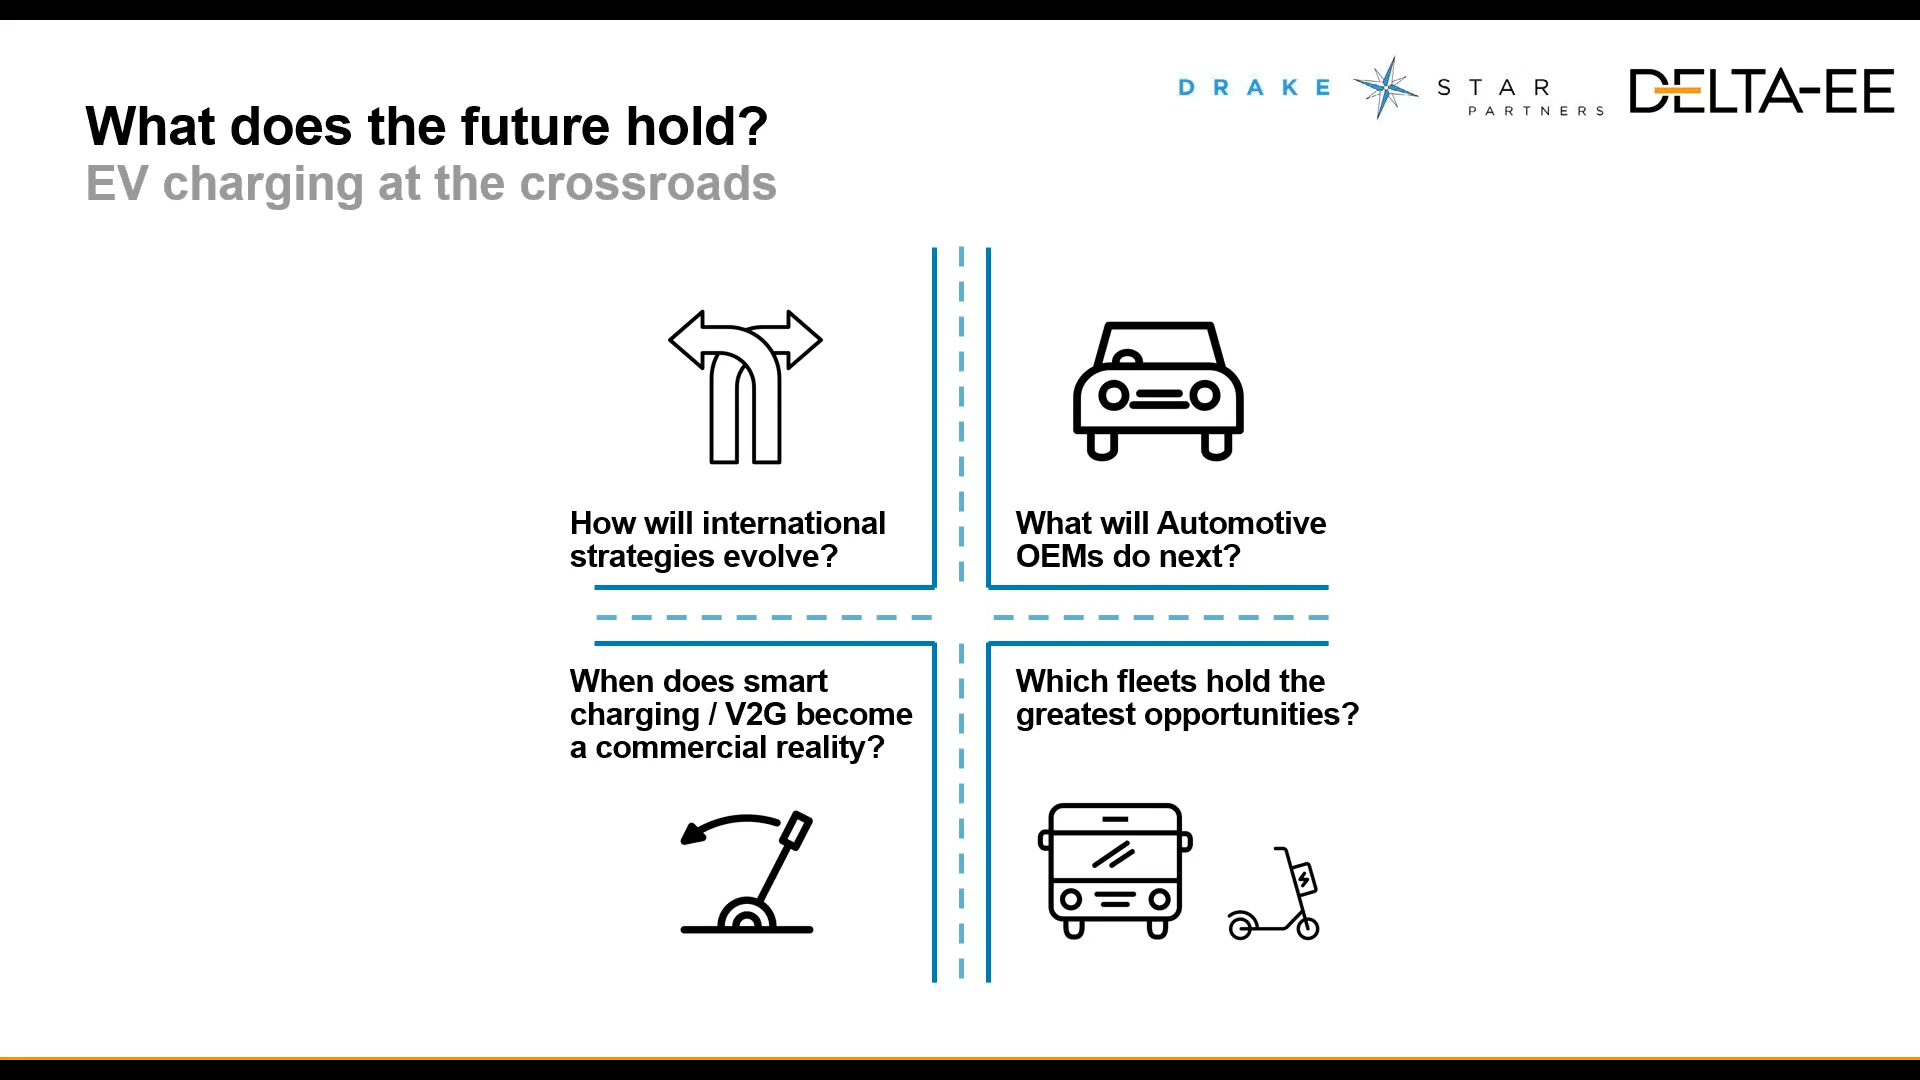 What does the future hold?
EV charging at the crossroads
DRAKE STAR
PARTNERS
DELTA-EE
How will international
strategies evolve?
What will Automotive
OEMs do next?
When does smart
charging / V2G become
a commercial reality?
Which fleets hold the
greatest opportunities?